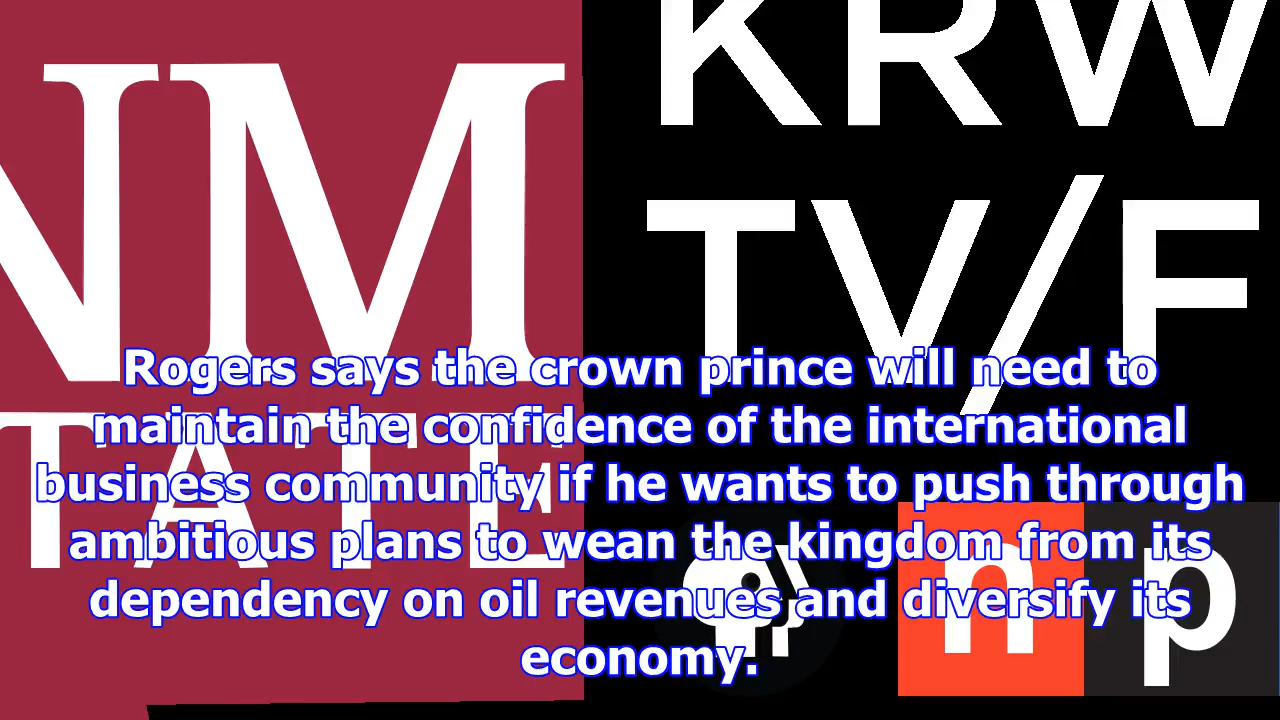 NM
TATE
KRW
TV/F
np
Rogers says the crown prince will need to
maintain the confidence of the international
business community if he wants to push through
ambitious plans to wean the kingdom from its
dependency on oil revenues and diversify its
economy.